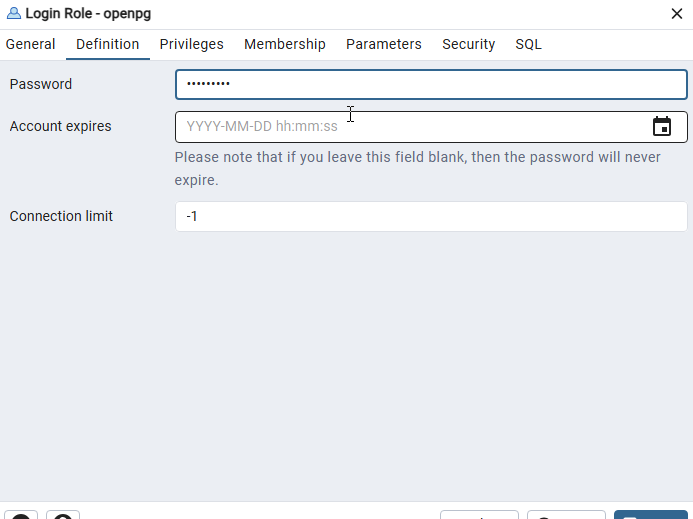 Login Role - openpg
General Definition Privileges Membership Parameters Security SQL
Password •••••••••
Account expires YYYY-MM-DD hh:mm:ss
Please note that if you leave this field blank, then the password will never
expire.
Connection limit -1